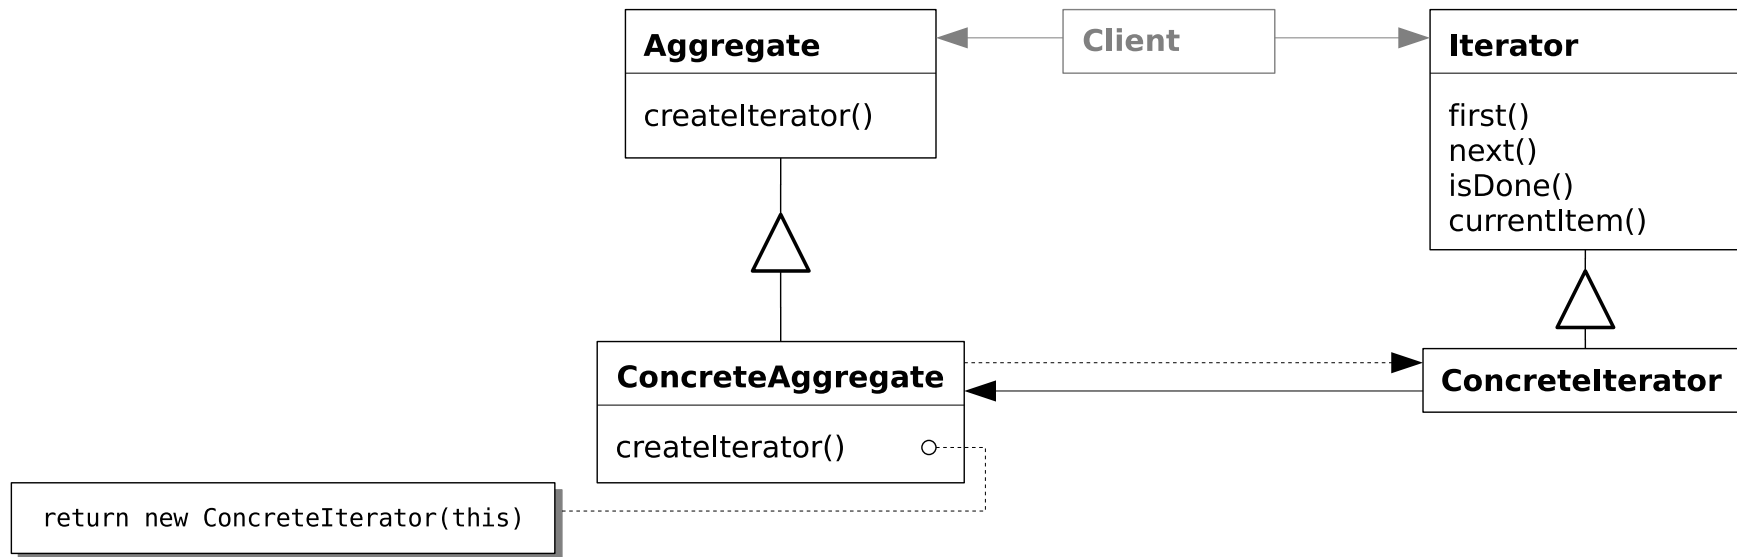 Aggregate
createIterator()
Client
Iterator
first()
next()
isDone()
currentItem()
ConcreteAggregate
createIterator()
ConcreteIterator
return new ConcreteIterator(this)